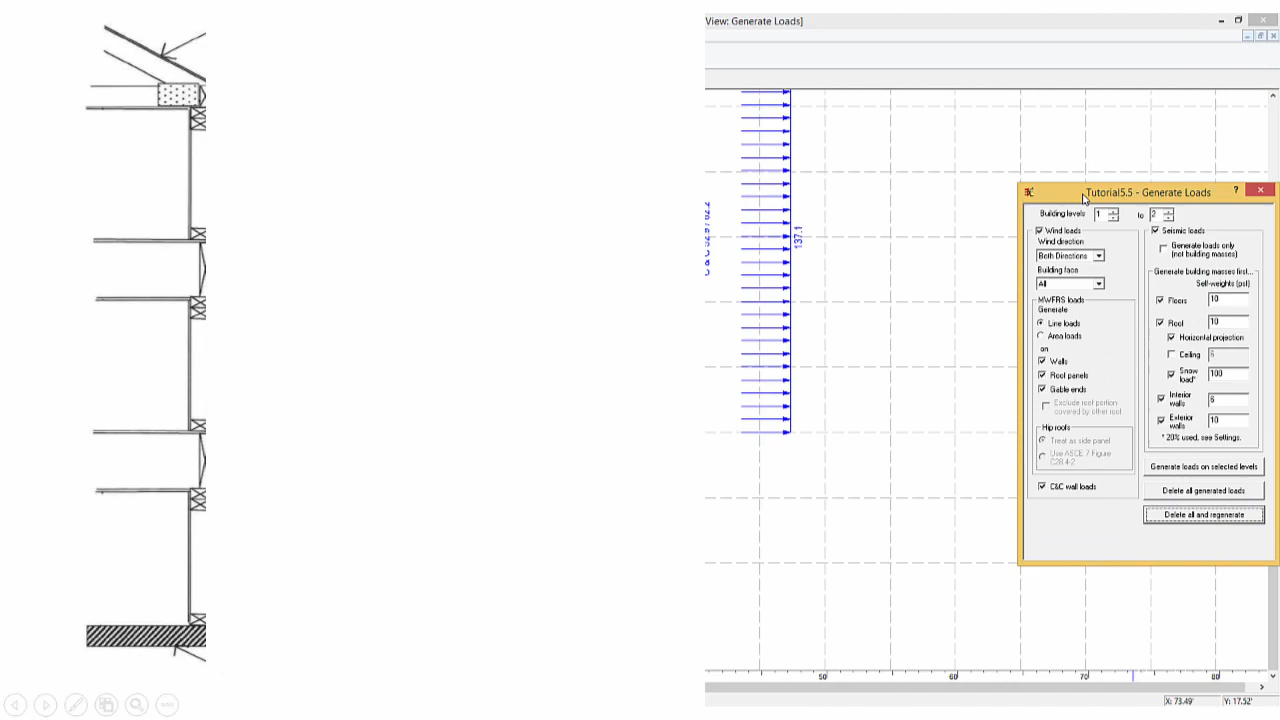 View: Generate Loads]
Tutorial5.5 - Generate Loads
?
Building levels 1 to 2
Wind loads
Wind direction
Both Directions
Building face
All
MWFRS loads
Generate
Line loads
Area loads
on
Walls
Roof panels
Gable ends
Exclude roof portion
covered by other roof
Hip roofs
Treat as side panel
Use ASCE 7 Figure
C28.4-2
C&C wall loads
Seismic loads
Generate loads only
(not building masses)
Generate building masses first...
Self-weights (psf)
Floors 10
Roof 10
Horizontal projection
Ceiling 6
Snow
load* 100
Interior
walls 6
Exterior
walls 10
* 20% used, see Settings.
Generate loads on selected levels
Delete all generated loads
Delete all and regenerate
137.1
50'
60'
70'
80'
X: 73.49'
Y: 17.52'